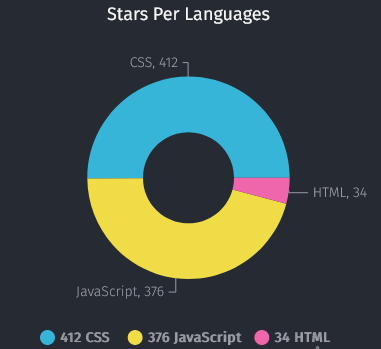 Stars Per Languages
CSS, 412
HTML, 34
JavaScript, 376
412 CSS 376 JavaScript 34 HTML